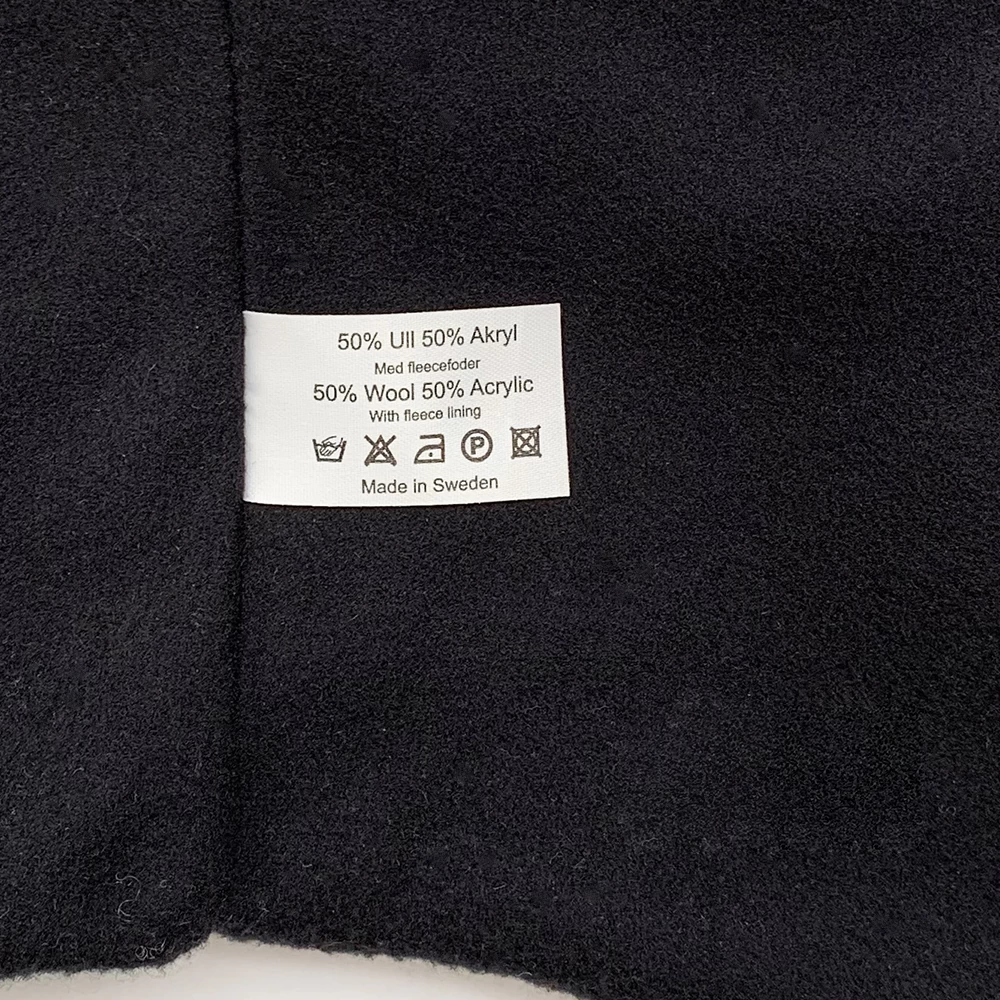 50% Ull 50% Akryl
Med fleecefoder
50% Wool 50% Acrylic
With fleece lining
P
Made in Sweden